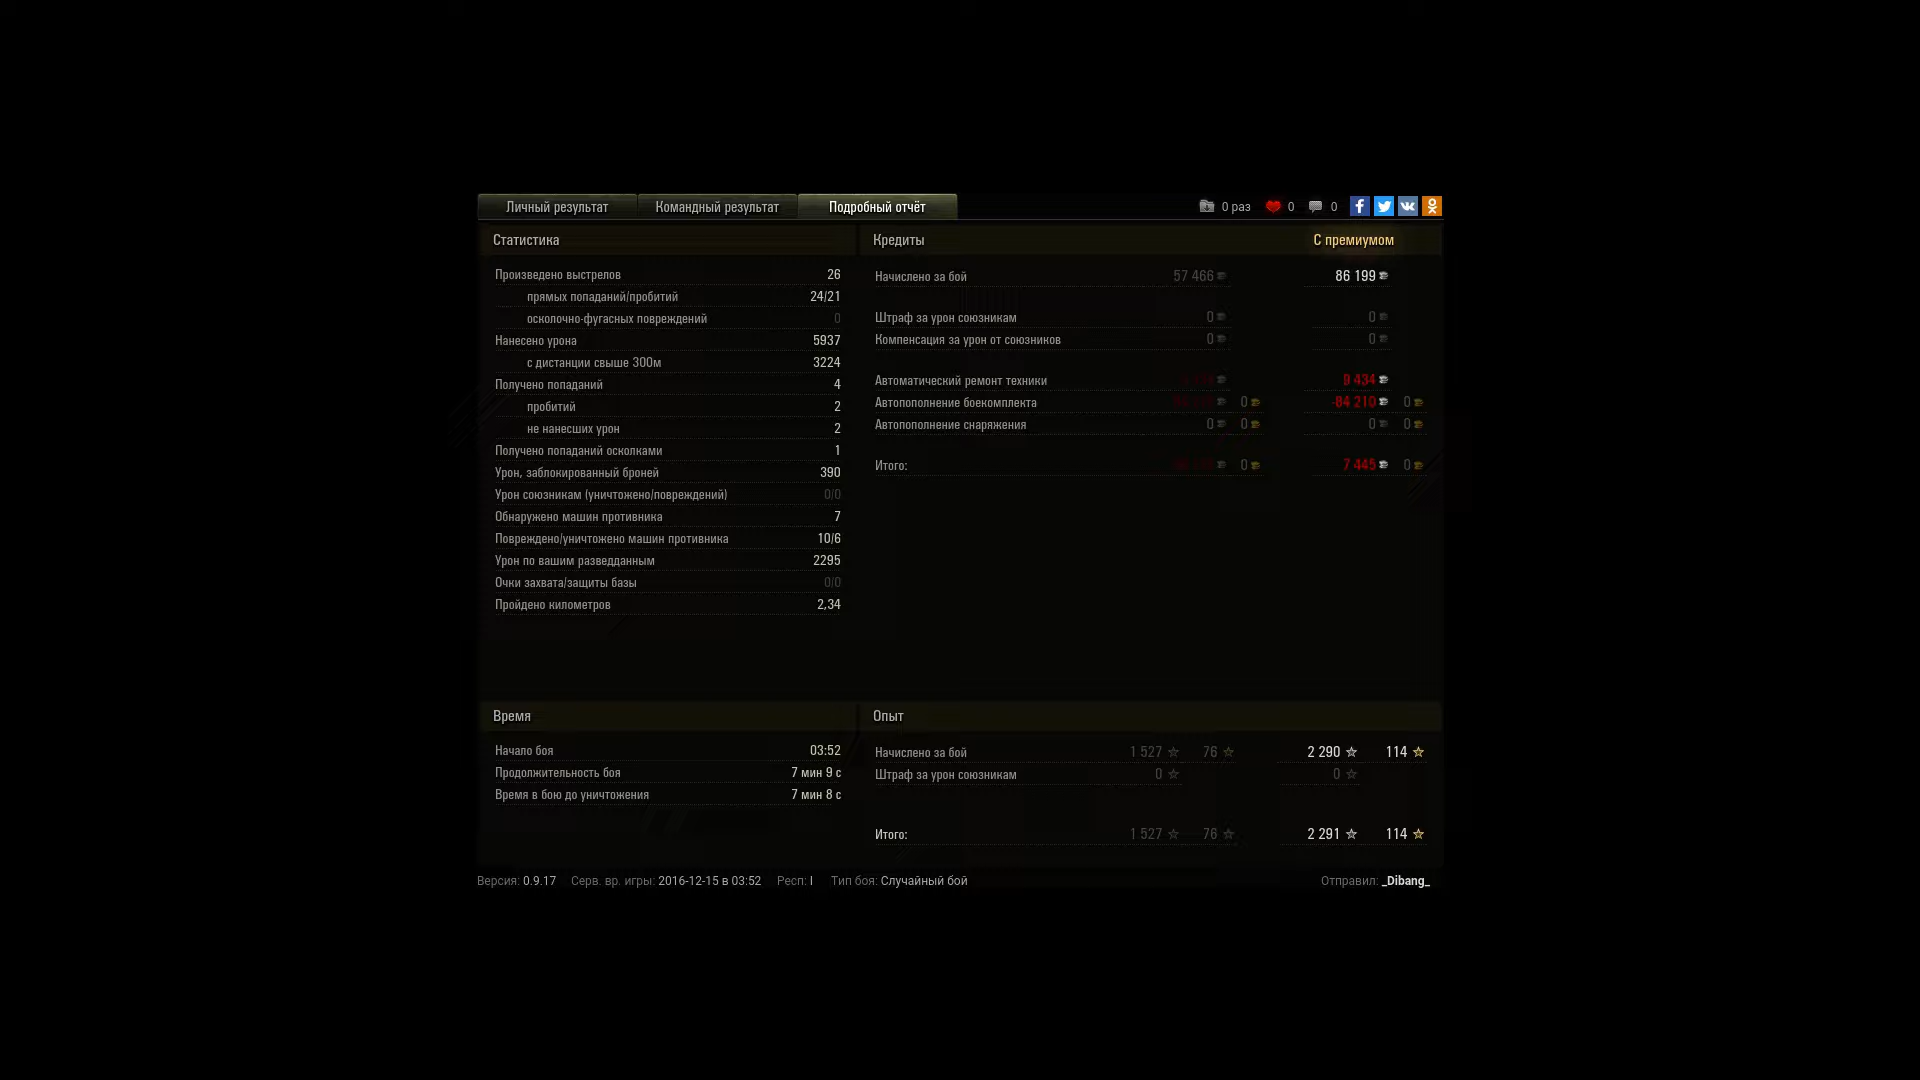 Личный результат Командный результат Подробный отчёт 0 раз 0 0
Статистика
Произведено выстрелов 26
прямых попаданий/пробитий 24/21
осколочно-фугасных повреждений 0
Нанесено урона 5937
с дистанции свыше 300м 3224
Получено попаданий 4
пробитий 2
не нанесших урон 2
Получено попаданий осколками 1
Урон, заблокированный броней 390
Урон союзникам (уничтожено/повреждений) 0/0
Обнаружено машин противника 7
Повреждено/уничтожено машин противника 10/6
Урон по вашим разведданным 2295
Очки захвата/защиты базы 0/0
Пройдено километров 2,34
Кредиты С премиумом
Начислено за бой 57 466 86 199
Штраф за урон союзникам 0 0
Компенсация за урон от союзников 0 0
Автоматический ремонт техники 9 434
Автопополнение боекомплекта 0 -84 210 0
Автопополнение снаряжения 0 0 0 0
Итого: 0 7 445 0
Время
Начало боя 03:52
Продолжительность боя 7 мин 9 с
Время в бою до уничтожения 7 мин 8 с
Опыт
Начислено за бой 1 527 76 2 290 114
Штраф за урон союзникам 0 0
Итого: 1 527 76 2 291 114
Версия: 0.9.17 Серв. вр. игры: 2016-12-15 в 03:52 Респ: I Тип боя: Случайный бой Отправил: _Dibang_